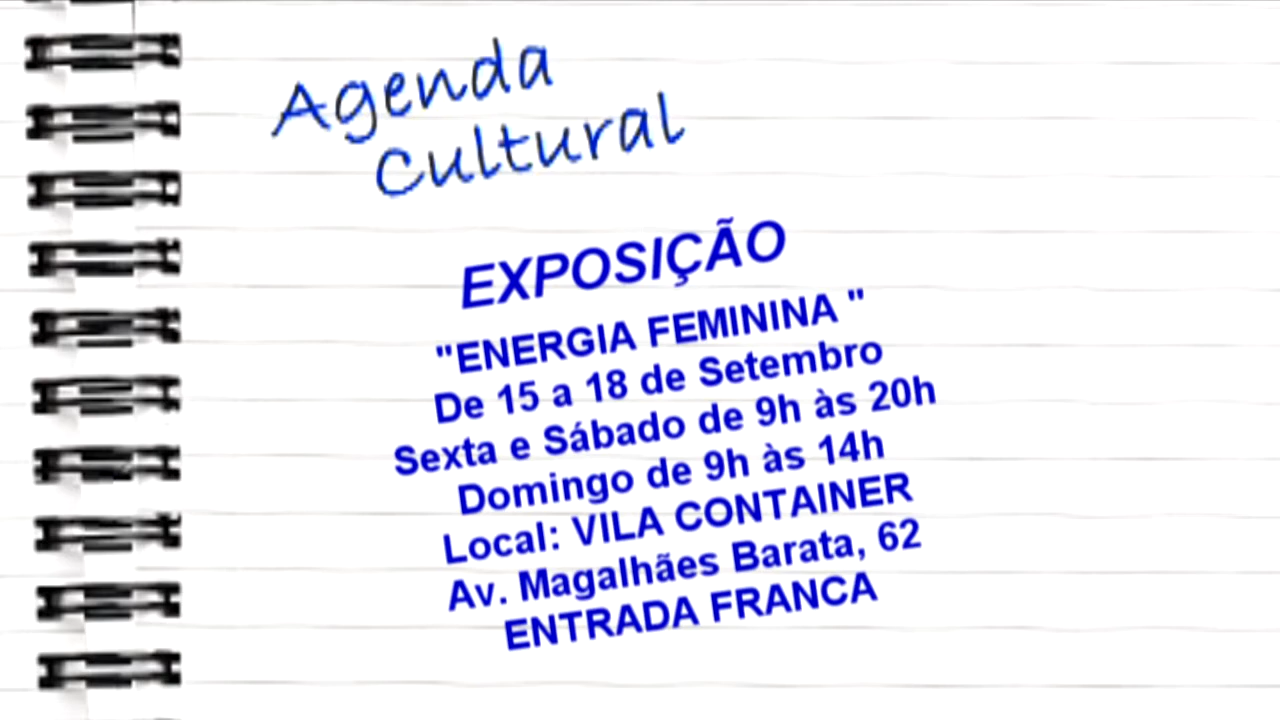 Agenda
Cultural
EXPOSIÇÃO
"ENERGIA FEMININA "
De 15 a 18 de Setembro
Sexta e Sábado de 9h às 20h
Domingo de 9h às 14h
Local: VILA CONTAINER
Av. Magalhães Barata, 62
ENTRADA FRANCA